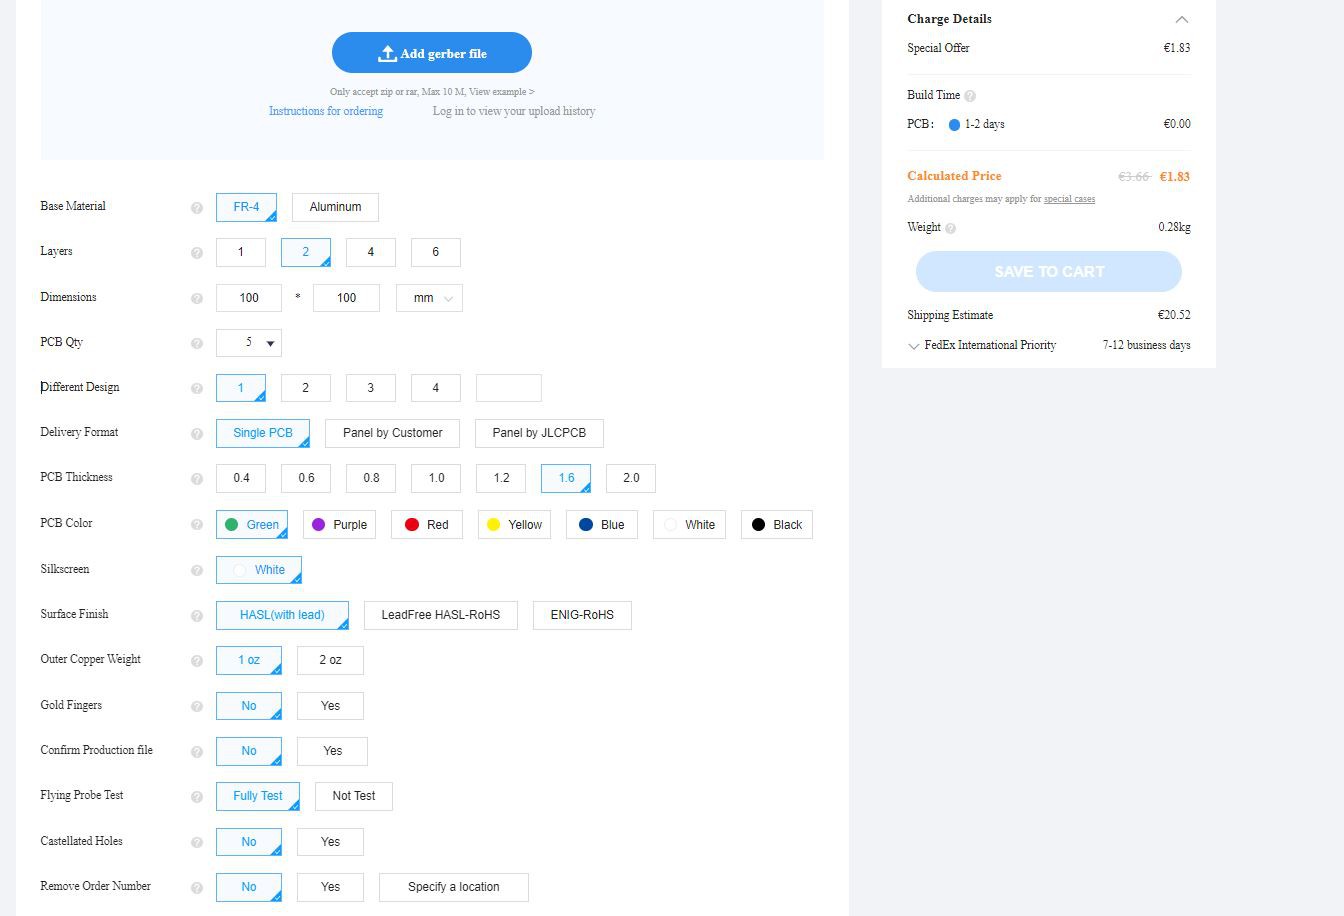 Add gerber file
Only accept zip or rar, Max 10 M, View example >
Instructions for ordering Log in to view your upload history
Base Material ? FR-4 Aluminum
Layers ? 1 2 4 6
Dimensions ? 100 * 100 mm
PCB Qty ? 5
Different Design ? 1 2 3 4
Delivery Format ? Single PCB Panel by Customer Panel by JLCPCB
PCB Thickness ? 0.4 0.6 0.8 1.0 1.2 1.6 2.0
PCB Color ? Green Purple Red Yellow Blue White Black
Silkscreen ? White
Surface Finish ? HASL(with lead) LeadFree HASL-RoHS ENIG-RoHS
Outer Copper Weight ? 1 oz 2 oz
Gold Fingers ? No Yes
Confirm Production file ? No Yes
Flying Probe Test ? Fully Test Not Test
Castellated Holes ? No Yes
Remove Order Number ? No Yes Specify a location
Charge Details
Special Offer €1.83
Build Time ?
PCB: 1-2 days €0.00
Calculated Price €3.66 €1.83
Additional charges may apply for special cases
Weight ? 0.28kg
SAVE TO CART
Shipping Estimate €20.52
FedEx International Priority 7-12 business days